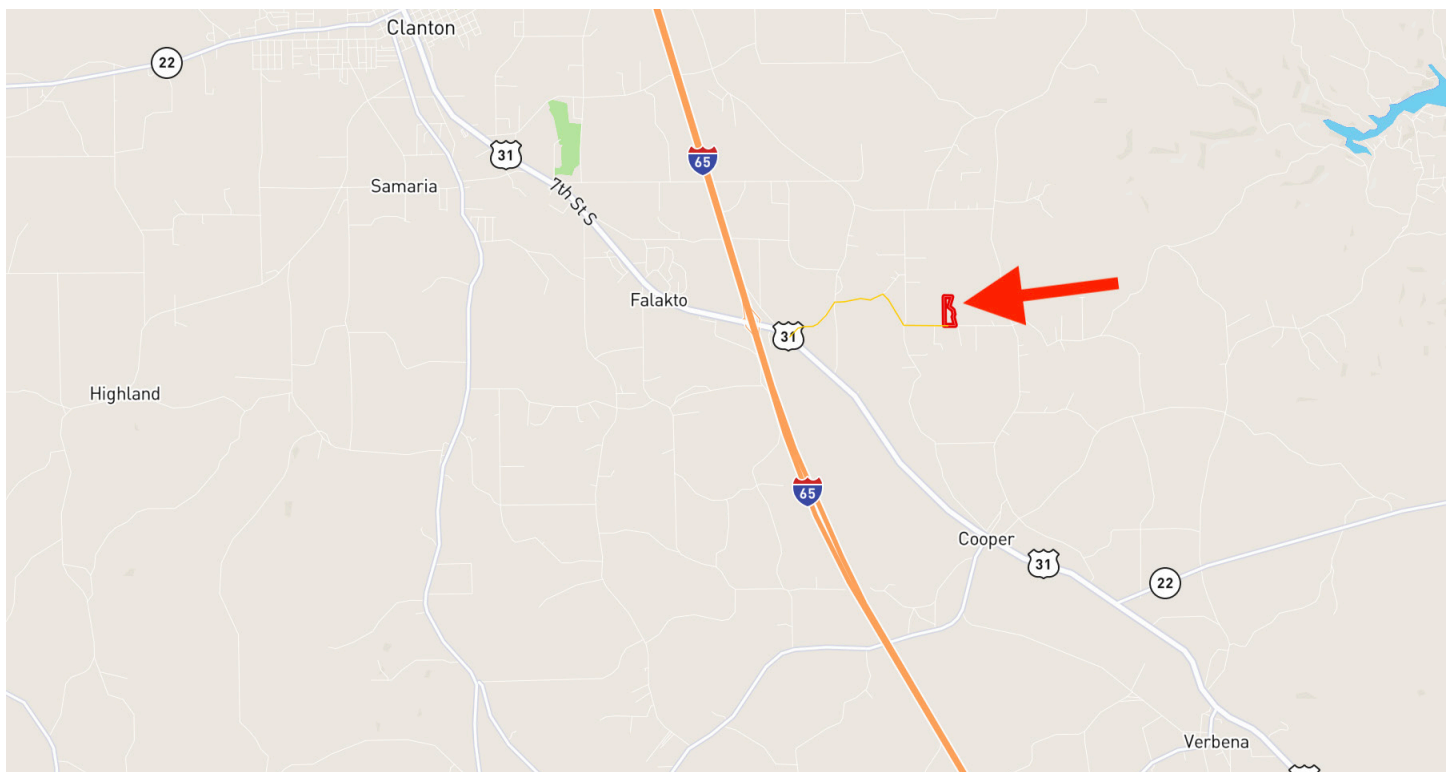 Clanton
22
31
65
Samaria
7th St S
Falakto
31
Highland
65
Cooper
31
22
Verbena